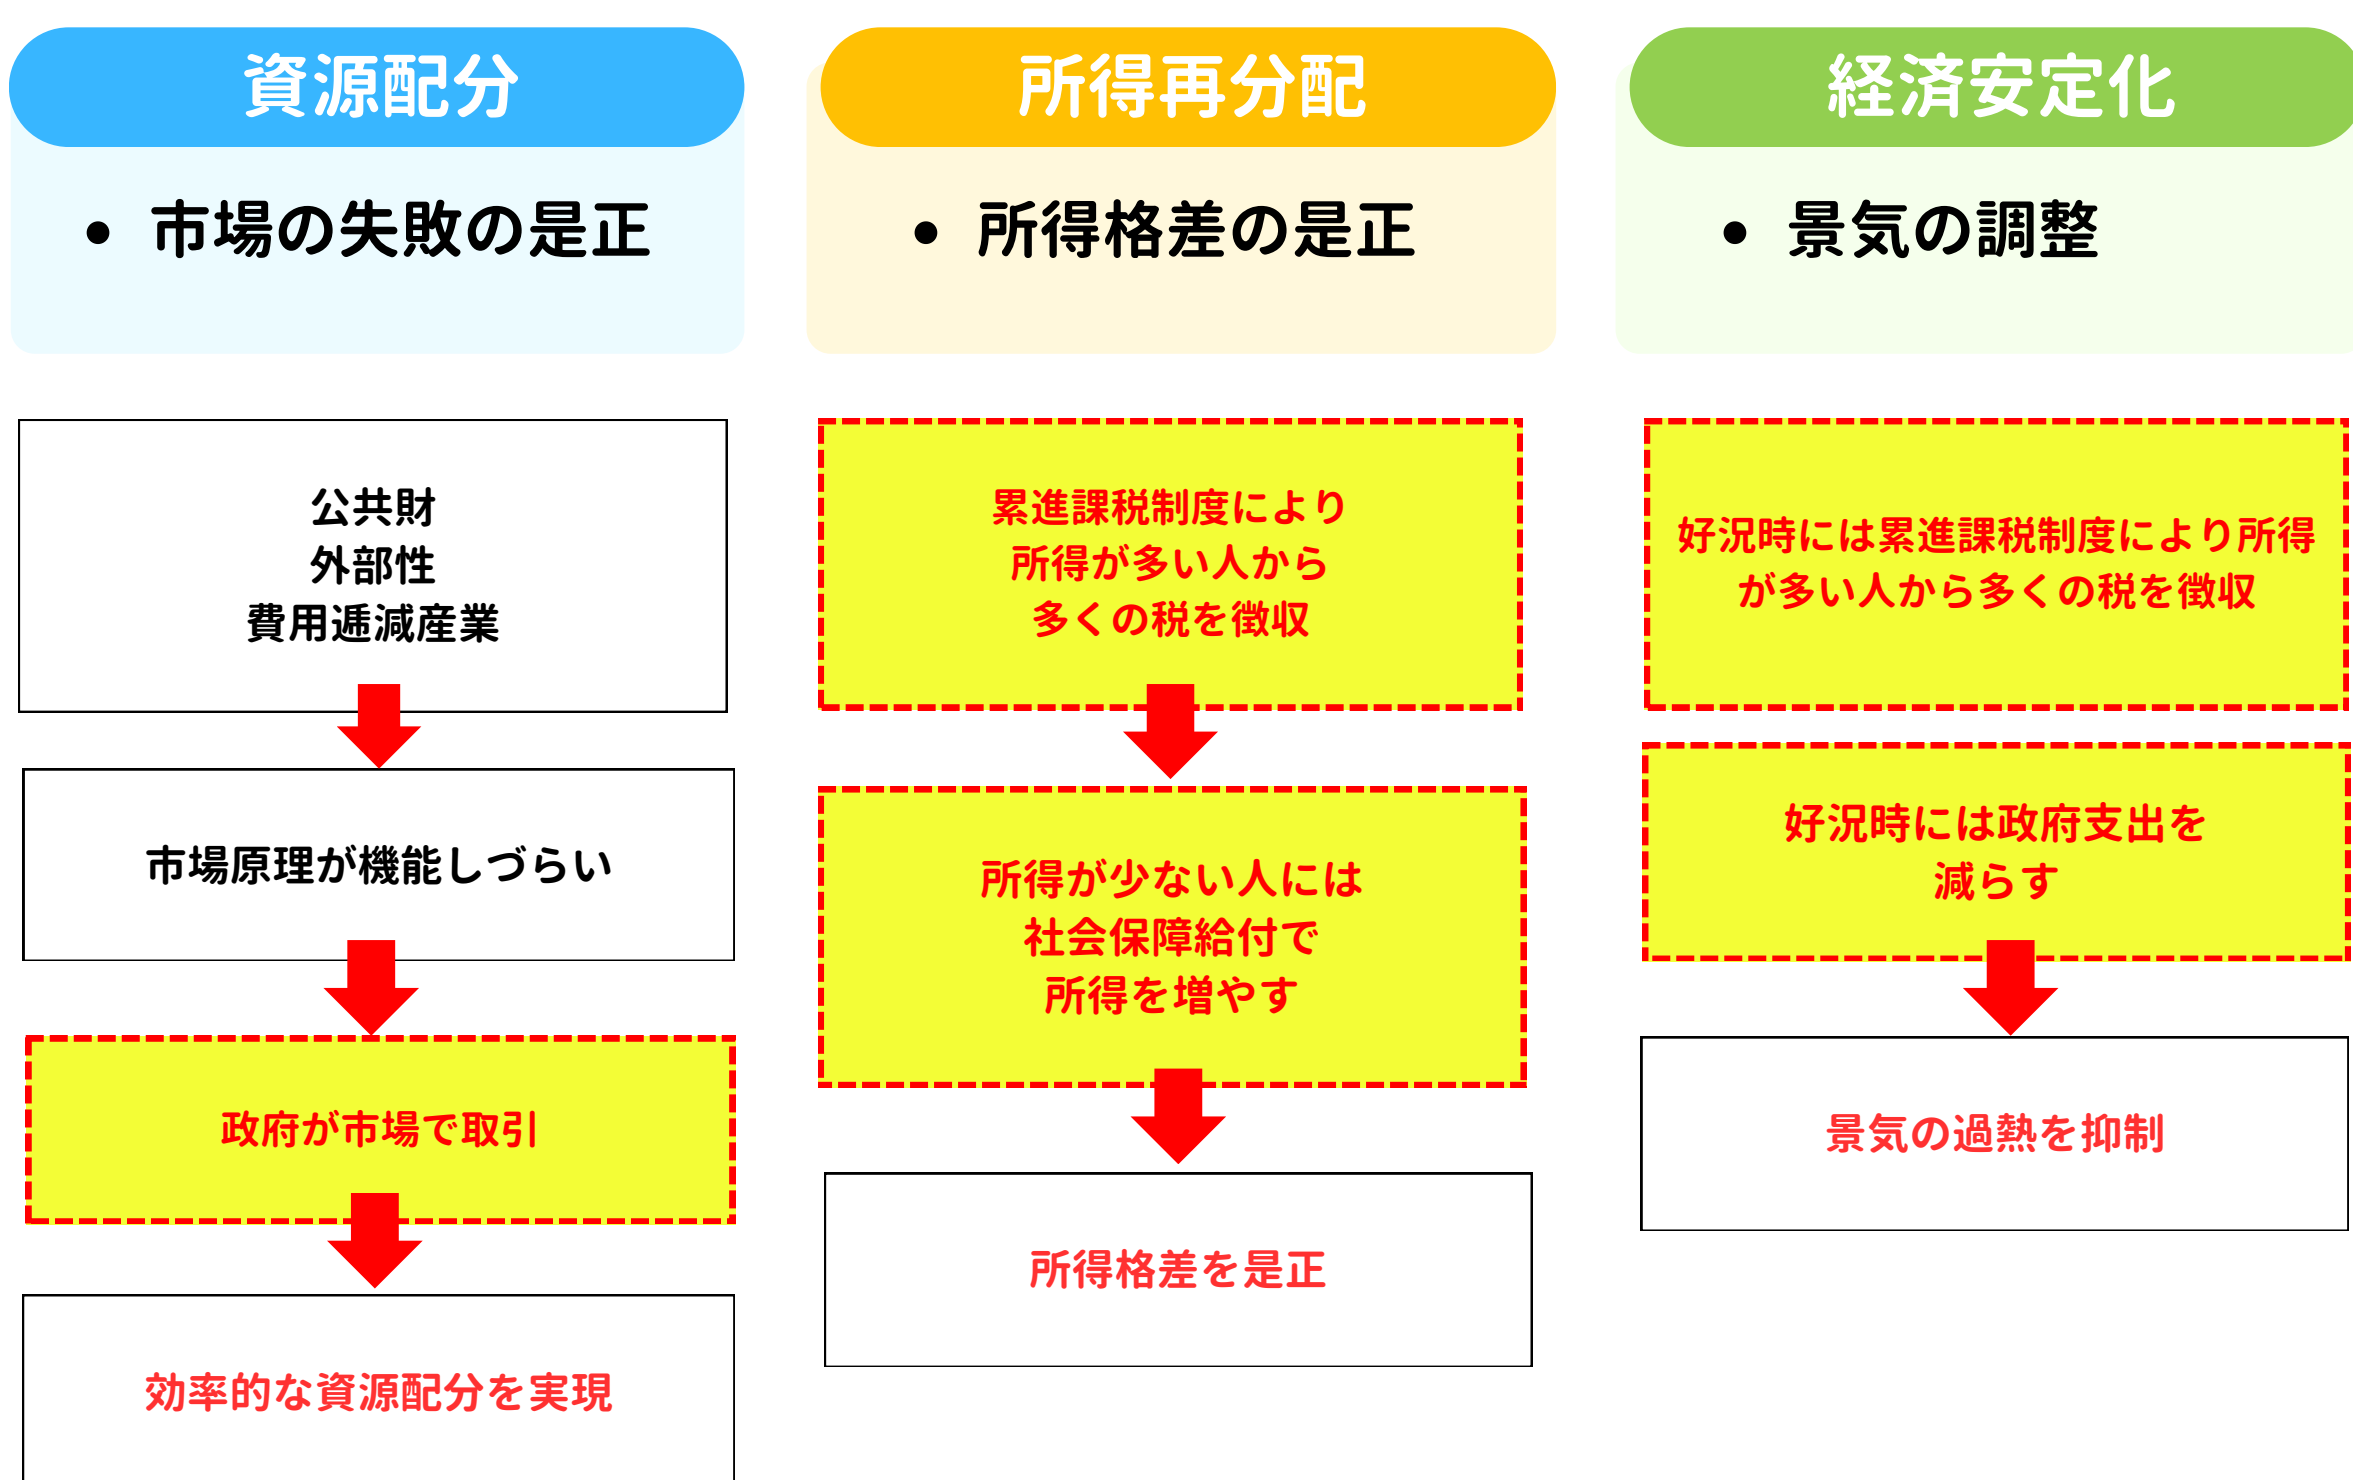 資源配分
• 市場の失敗の是正
公共財
外部性
費用逓減産業
市場原理が機能しづらい
政府が市場で取引
効率的な資源配分を実現
所得再分配
• 所得格差の是正
累進課税制度により
所得が多い人から
多くの税を徴収
所得が少ない人には
社会保障給付で
所得を増やす
所得格差を是正
経済安定化
• 景気の調整
好況時には累進課税制度により所得
が多い人から多くの税を徴収
好況時には政府支出を
減らす
景気の過熱を抑制